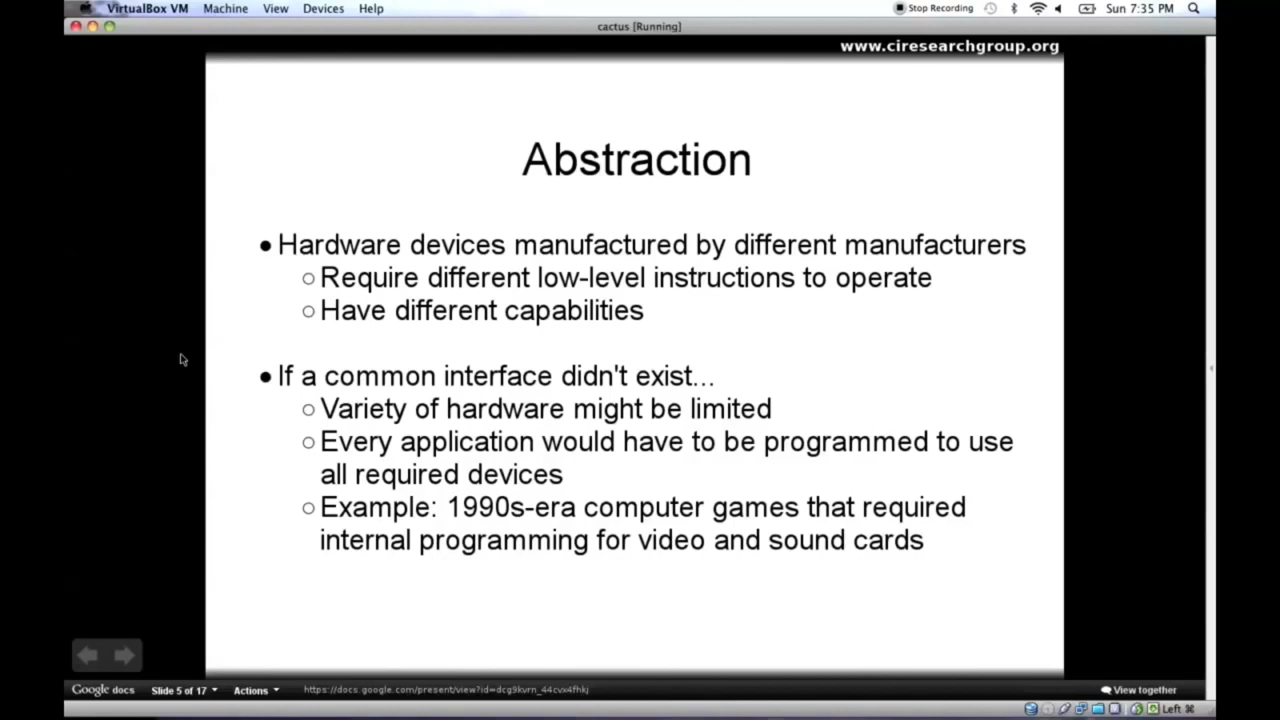 VirtualBox VM Machine View Devices Help Stop Recording Sun 7:35 PM
cactus [Running]
www.ciresearchgroup.org
Abstraction
● Hardware devices manufactured by different manufacturers
○ Require different low-level instructions to operate
○ Have different capabilities
● If a common interface didn't exist...
○ Variety of hardware might be limited
○ Every application would have to be programmed to use
all required devices
○ Example: 1990s-era computer games that required
internal programming for video and sound cards
Google docs Slide 5 of 17 Actions https://docs.google.com/present/view?id=dcg9kvrn_44cvx4fhkj View together
Left ⌘